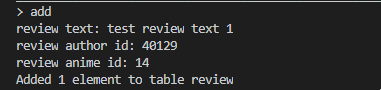 > add
review text: test review text 1
review author id: 40129
review anime id: 14
Added 1 element to table review